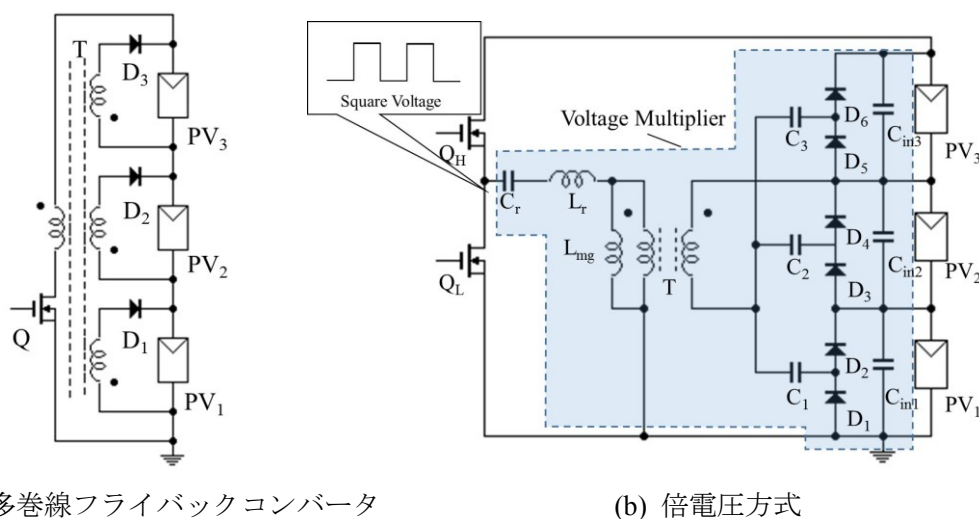 T
D3
PV3
D2
PV2
Q
D1
PV1
多巻線フライバックコンバータ
Square Voltage
Voltage Multiplier
QH
Cr
Lr
Lmg
T
QL
C3
D6
D5
Cin3
PV3
C2
D4
D3
Cin2
PV2
C1
D2
D1
Cin1
PV1
(b) 倍電圧方式